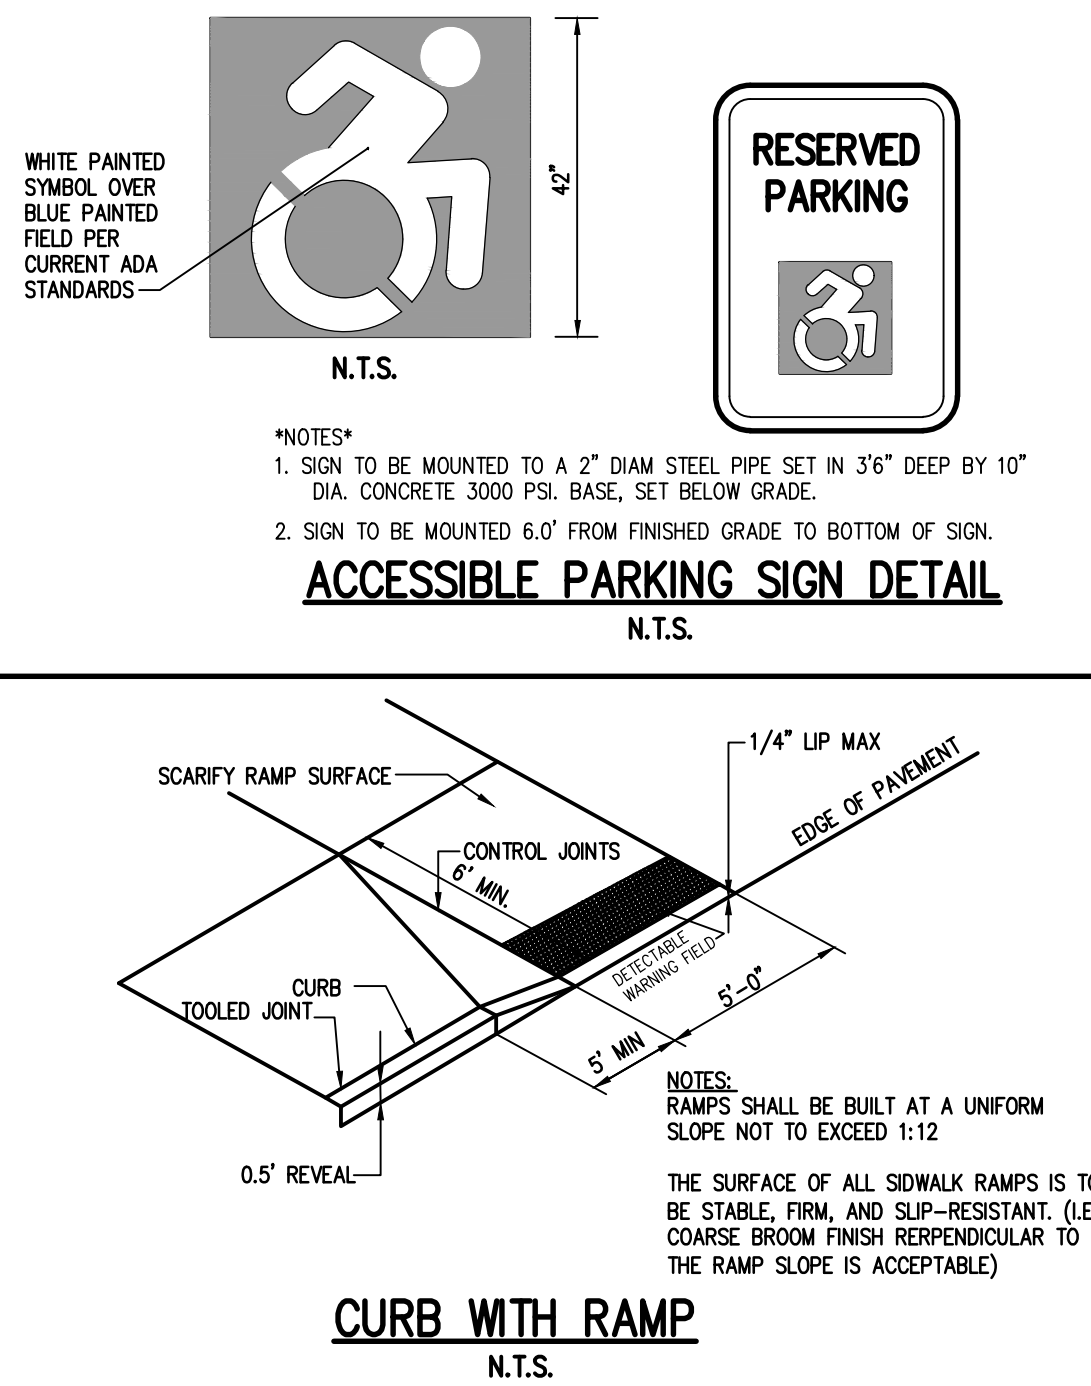 WHITE PAINTED
SYMBOL OVER
BLUE PAINTED
FIELD PER
CURRENT ADA
STANDARDS
42"
N.T.S.
RESERVED
PARKING
*NOTES*
1. SIGN TO BE MOUNTED TO A 2" DIAM STEEL PIPE SET IN 3'6" DEEP BY 10"
DIA. CONCRETE 3000 PSI. BASE, SET BELOW GRADE.
2. SIGN TO BE MOUNTED 6.0' FROM FINISHED GRADE TO BOTTOM OF SIGN.
ACCESSIBLE PARKING SIGN DETAIL
N.T.S.
1/4" LIP MAX
EDGE OF PAVEMENT
SCARIFY RAMP SURFACE
CONTROL JOINTS
6' MIN.
DETECTABLE
WARNING FIELD
5'-0"
CURB
TOOLED JOINT
5' MIN
0.5' REVEAL
NOTES:
RAMPS SHALL BE BUILT AT A UNIFORM
SLOPE NOT TO EXCEED 1:12
THE SURFACE OF ALL SIDWALK RAMPS IS TO
BE STABLE, FIRM, AND SLIP-RESISTANT. (I.E
COARSE BROOM FINISH RERPENDICULAR TO
THE RAMP SLOPE IS ACCEPTABLE)
CURB WITH RAMP
N.T.S.